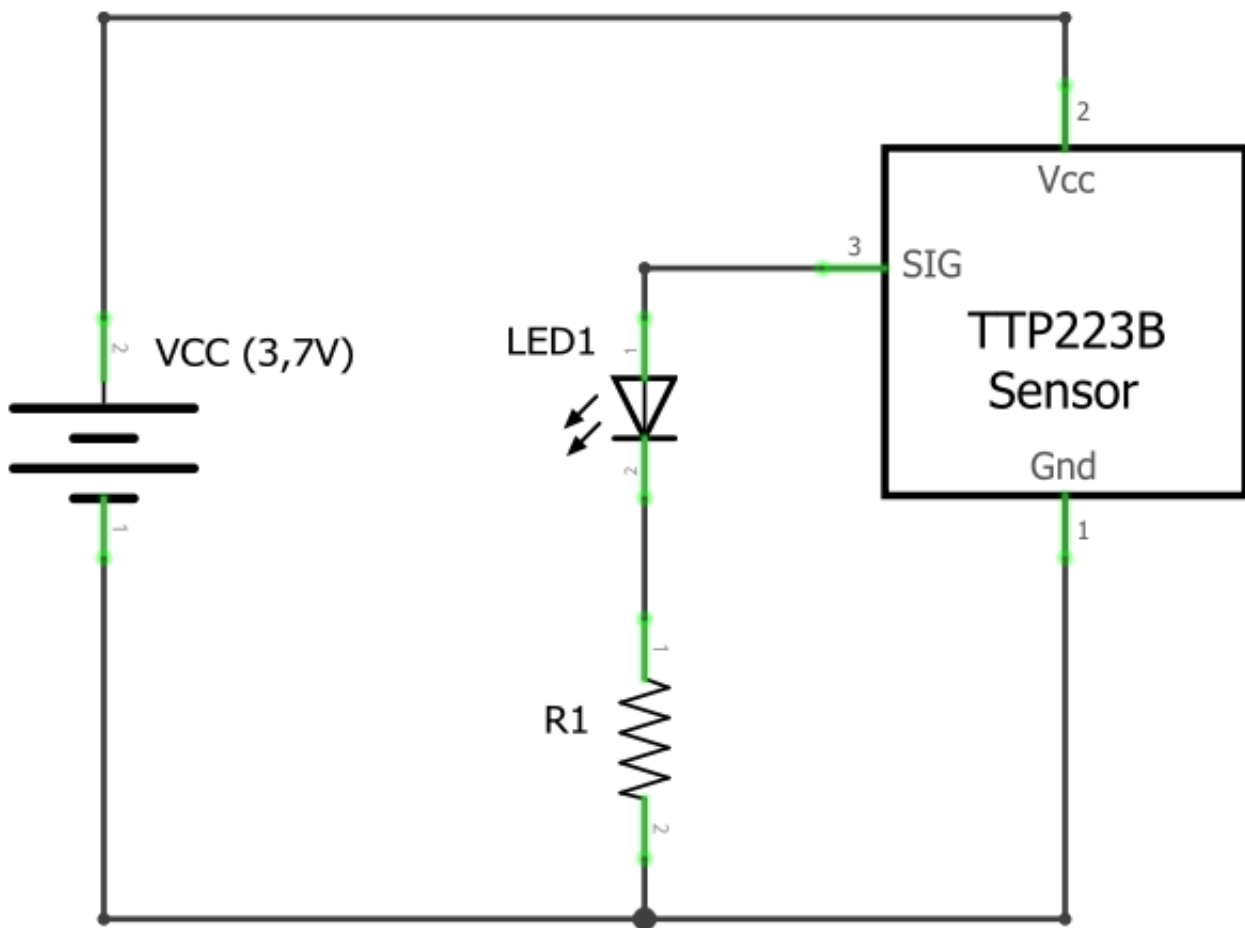 2
Vcc
3
SIG
TTP223B
Sensor
Gnd
1
2
VCC (3,7V)
1
LED1
1
2
R1
1
2